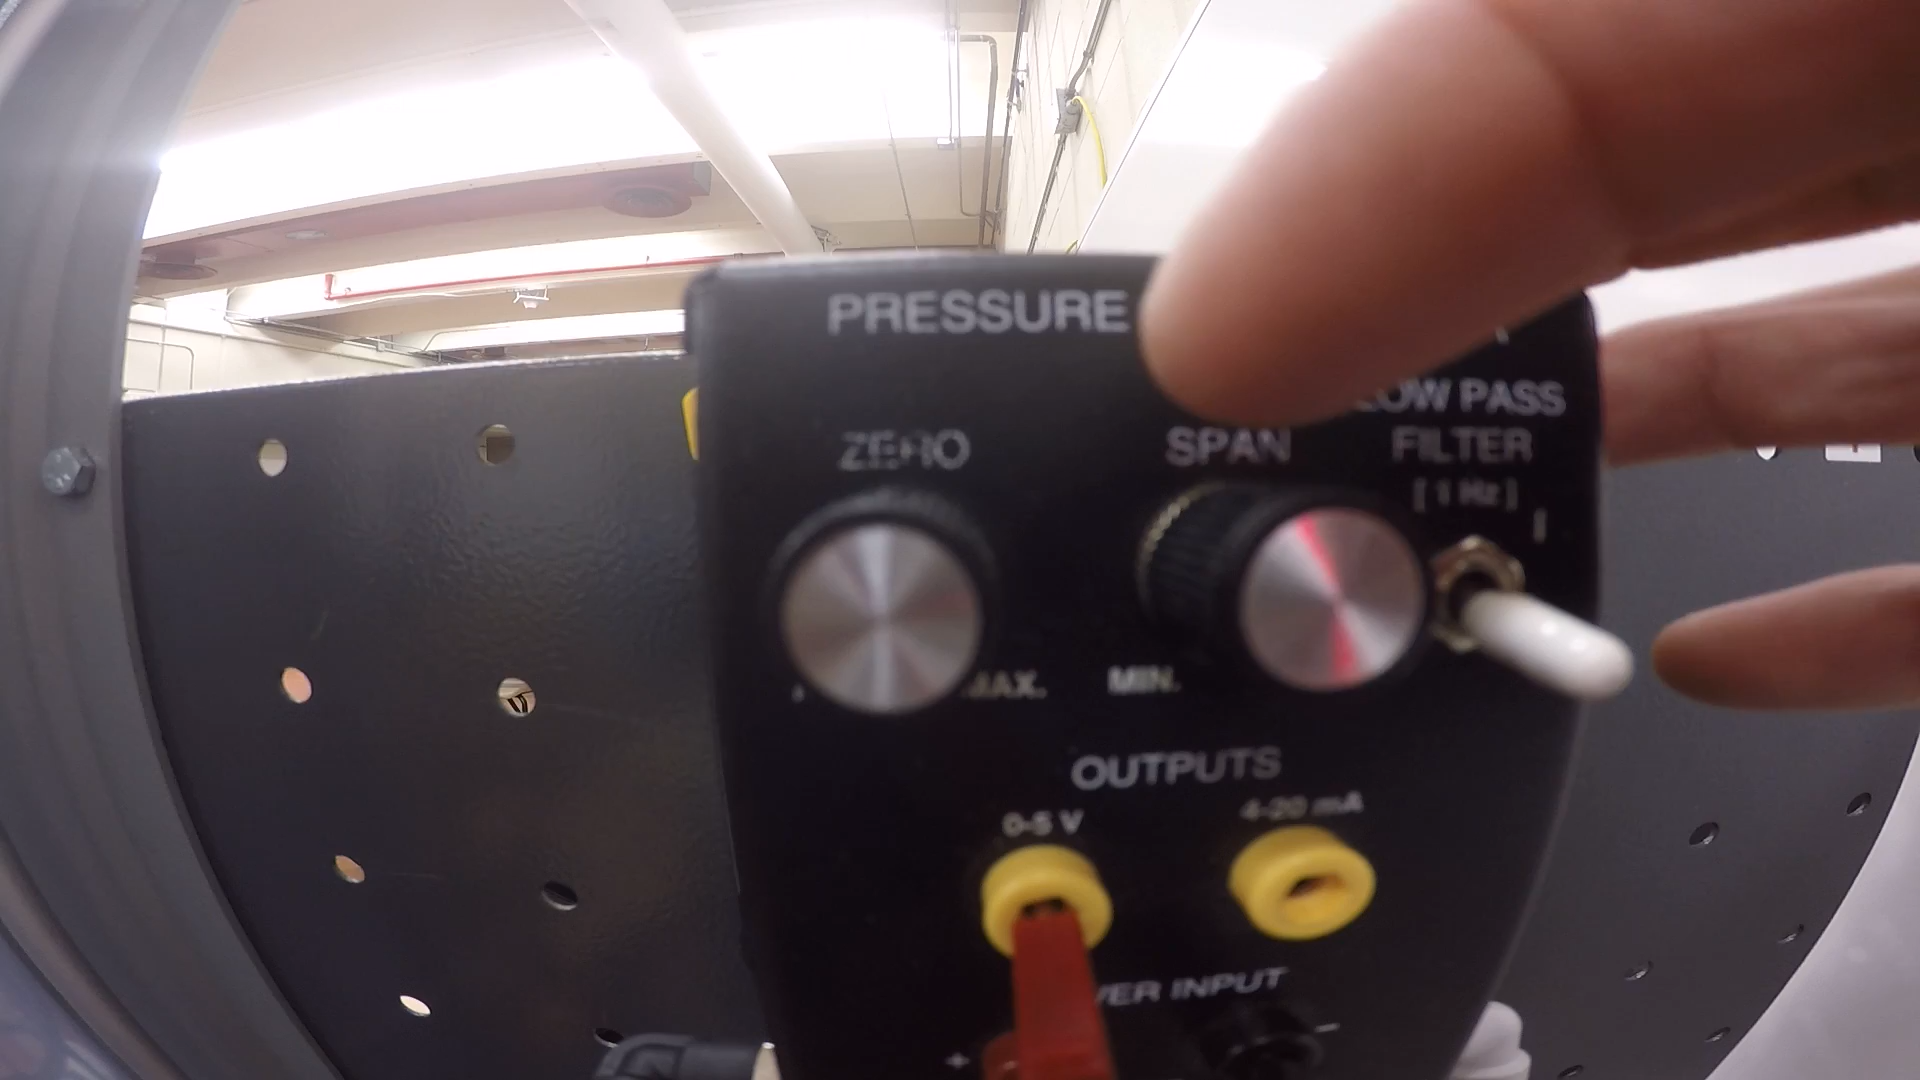 PRESSURE
LOW PASS
ZERO SPAN FILTER
[ 1 Hz ]
MAX. MIN.
OUTPUTS
0-5 V 4-20 mA
INPUT
+ -